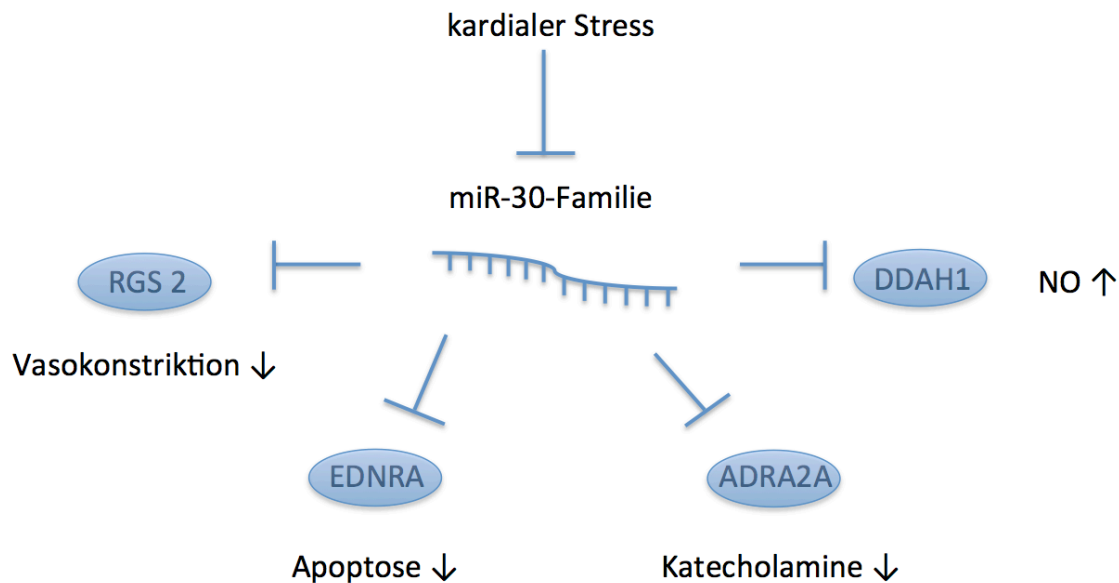 kardialer Stress
miR-30-Familie
RGS 2
DDAH1
NO ↑
Vasokonstriktion ↓
EDNRA
ADRA2A
Apoptose ↓
Katecholamine ↓